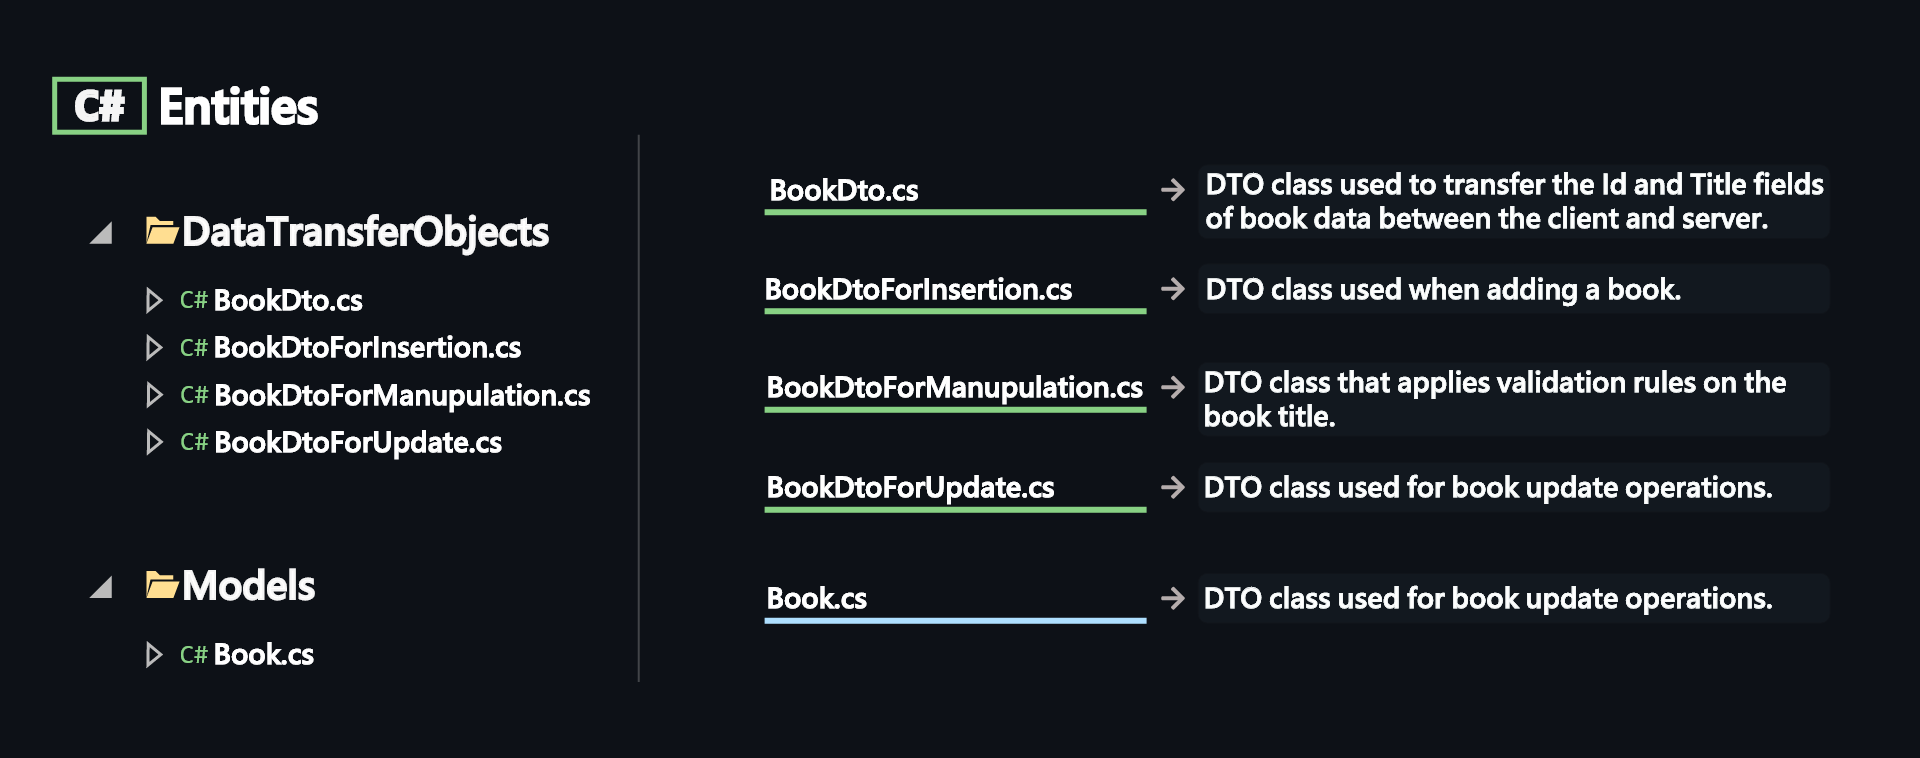 C# Entities
DataTransferObjects
C# BookDto.cs
C# BookDtoForInsertion.cs
C# BookDtoForManupulation.cs
C# BookDtoForUpdate.cs
Models
C# Book.cs
BookDto.cs → DTO class used to transfer the Id and Title fields
of book data between the client and server.
BookDtoForInsertion.cs → DTO class used when adding a book.
BookDtoForManupulation.cs → DTO class that applies validation rules on the
book title.
BookDtoForUpdate.cs → DTO class used for book update operations.
Book.cs → DTO class used for book update operations.